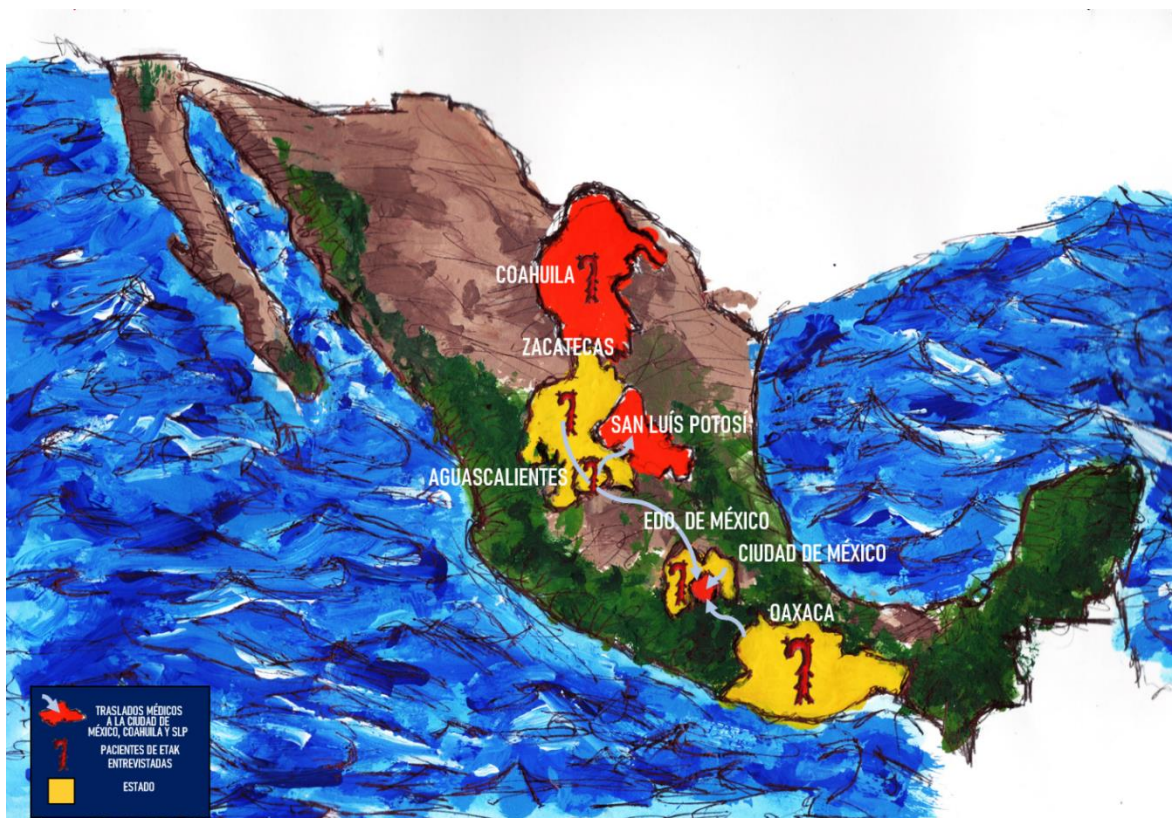 COAHUILA
ZACATECAS
SAN LUÍS POTOSÍ
AGUASCALIENTES
EDO. DE MÉXICO
CIUDAD DE MÉXICO
OAXACA
TRASLADOS MÉDICOS
A LA CIUDAD DE
MÉXICO, COAHUILA Y SLP
PACIENTES DE ETAK
ENTREVISTADAS
ESTADO